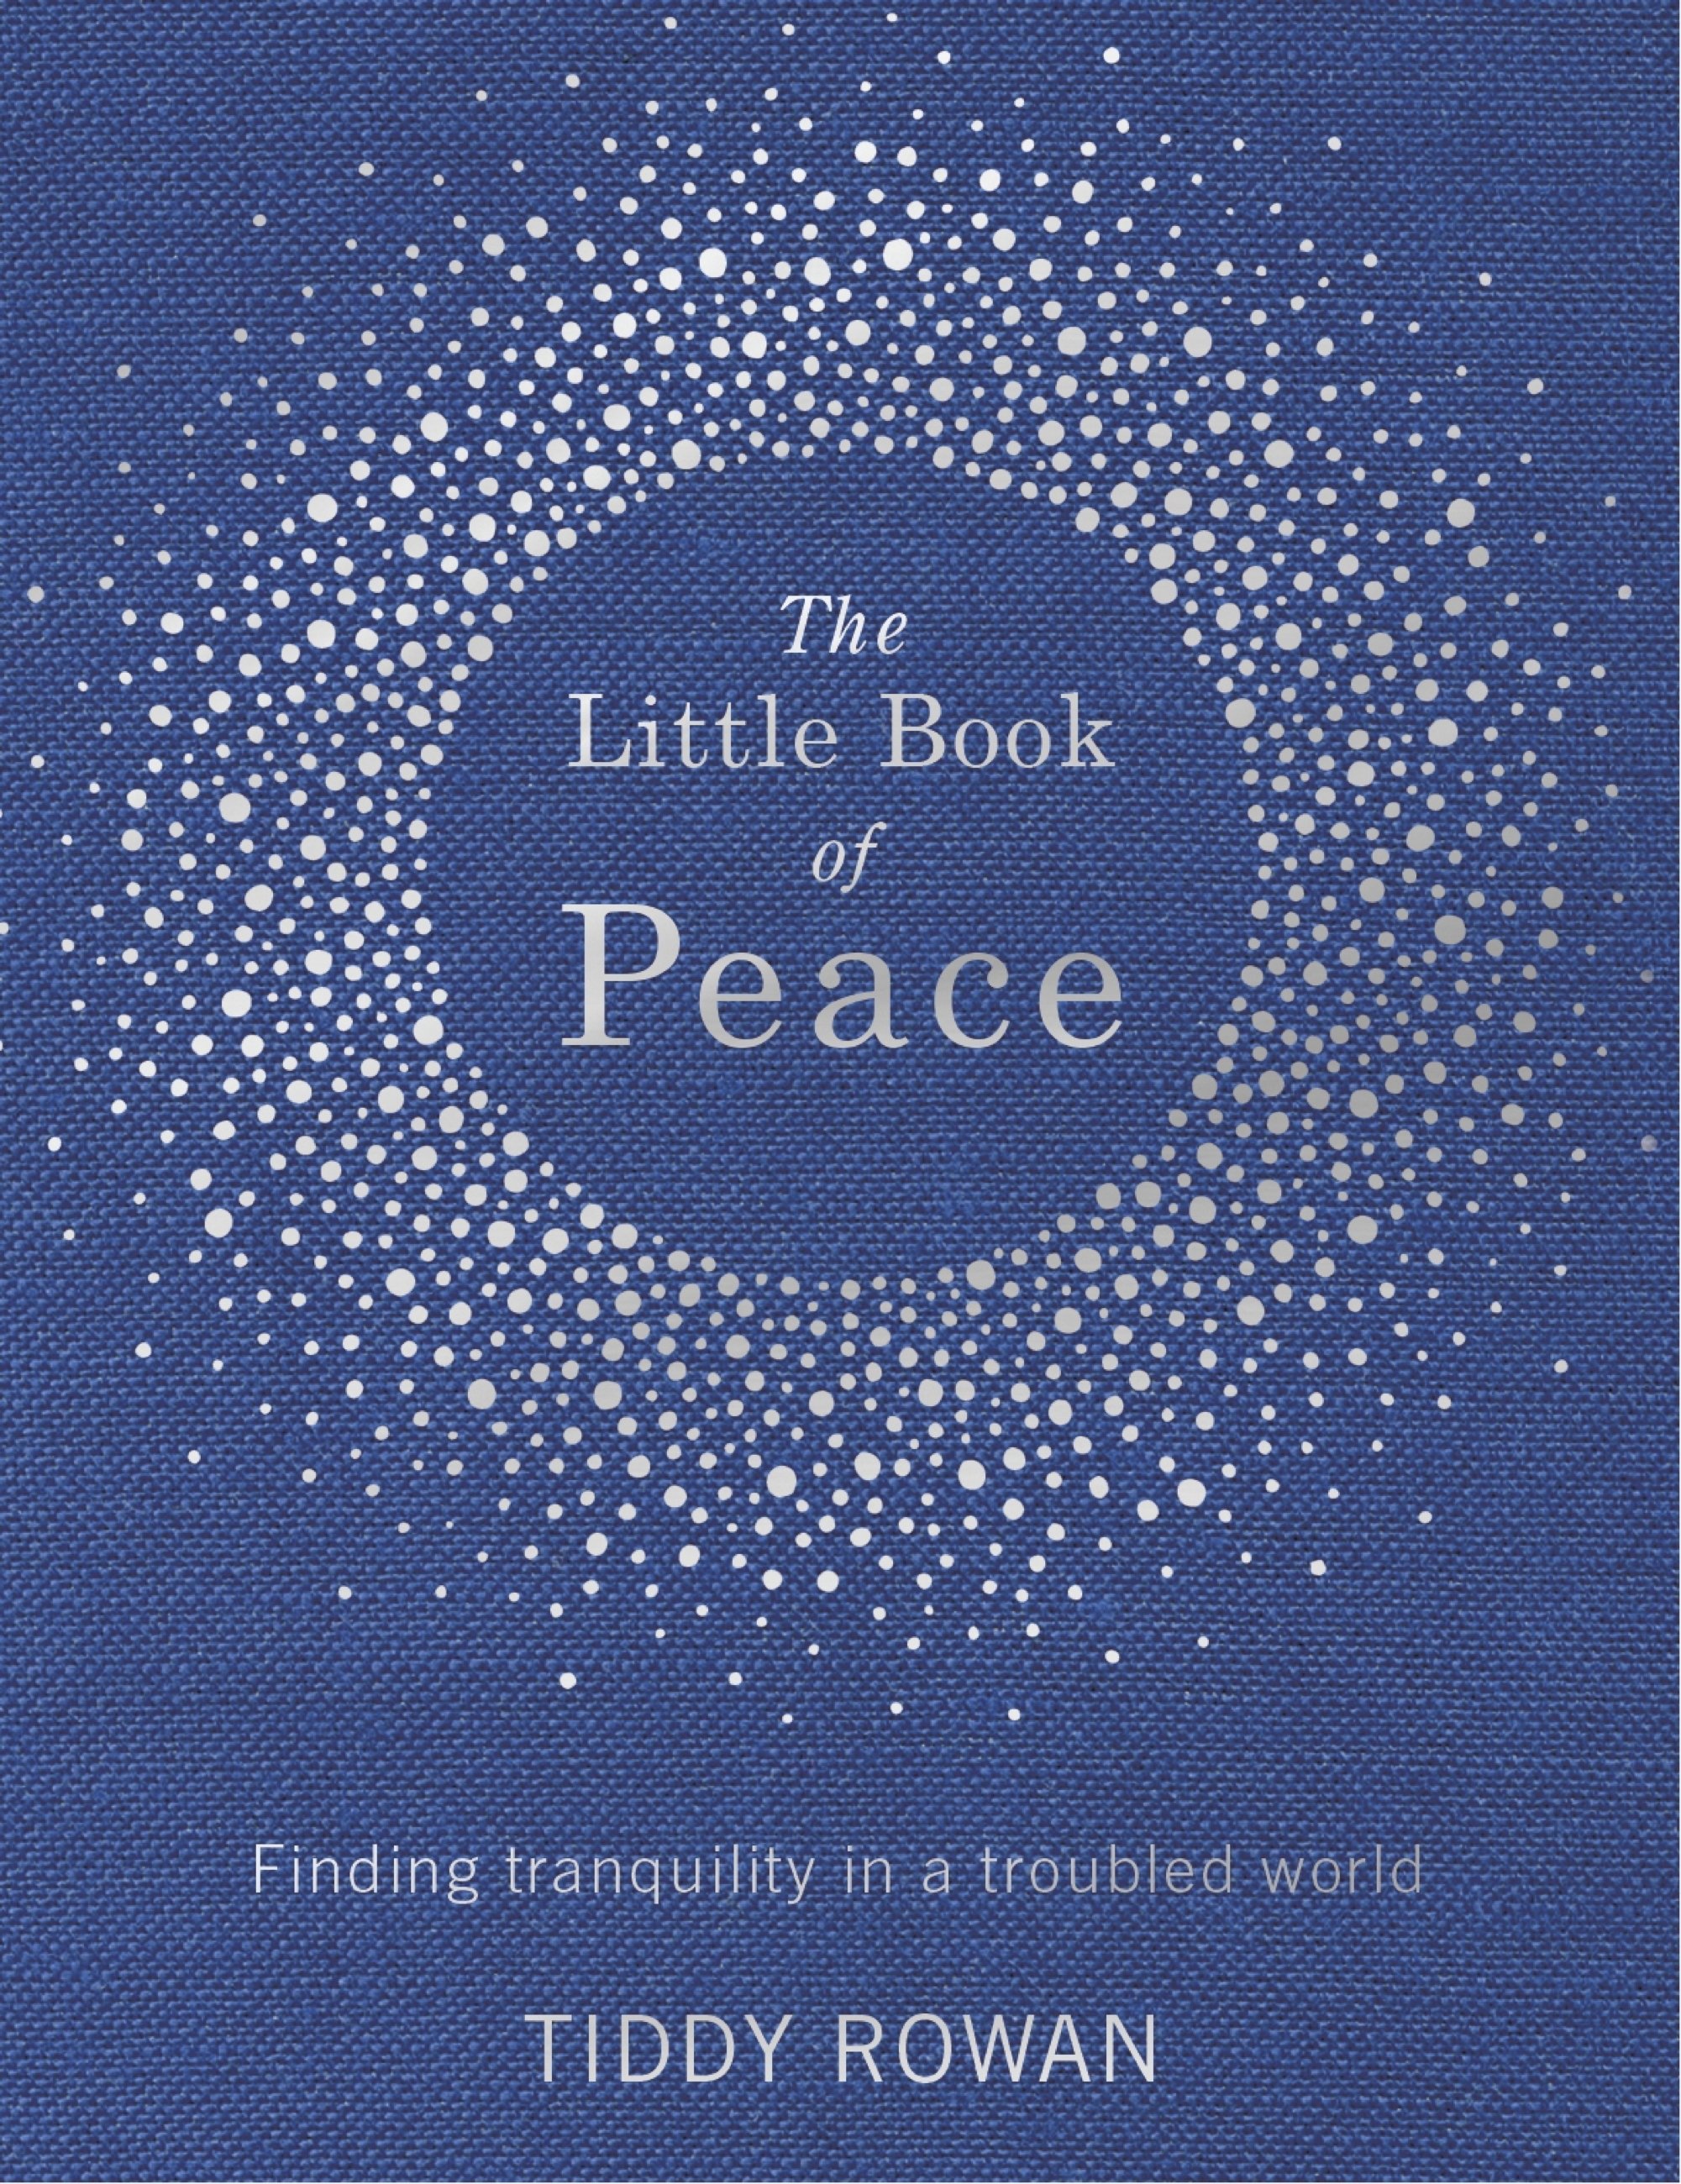 The
Little Book
of
Peace
Finding tranquility in a troubled world
TIDDY ROWAN